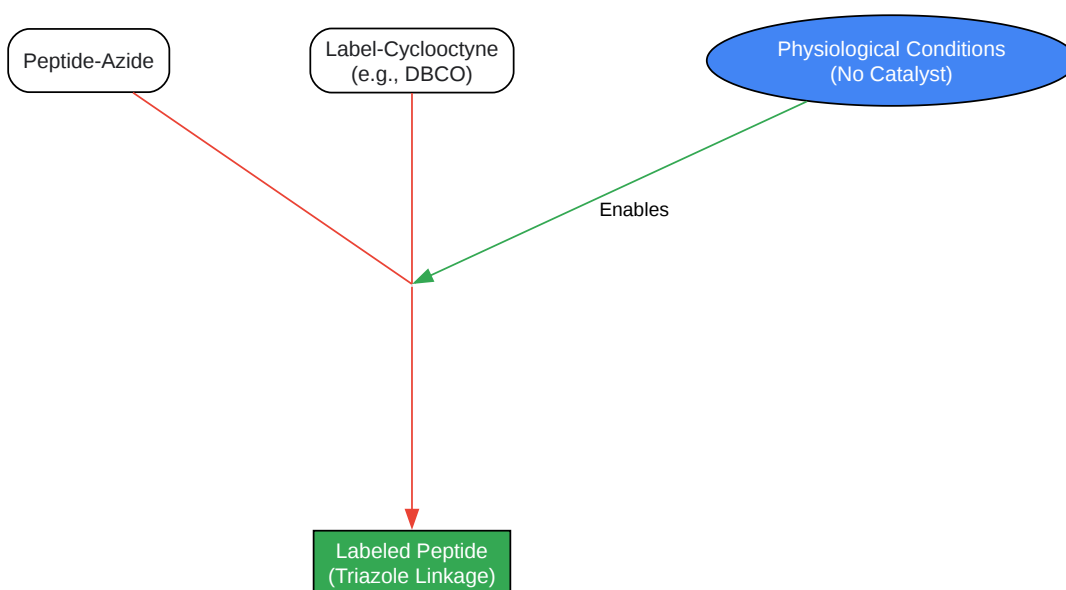 Peptide-Azide
Label-Cyclooctyne
(e.g., DBCO)
Physiological Conditions
(No Catalyst)
Enables
Labeled Peptide
(Triazole Linkage)